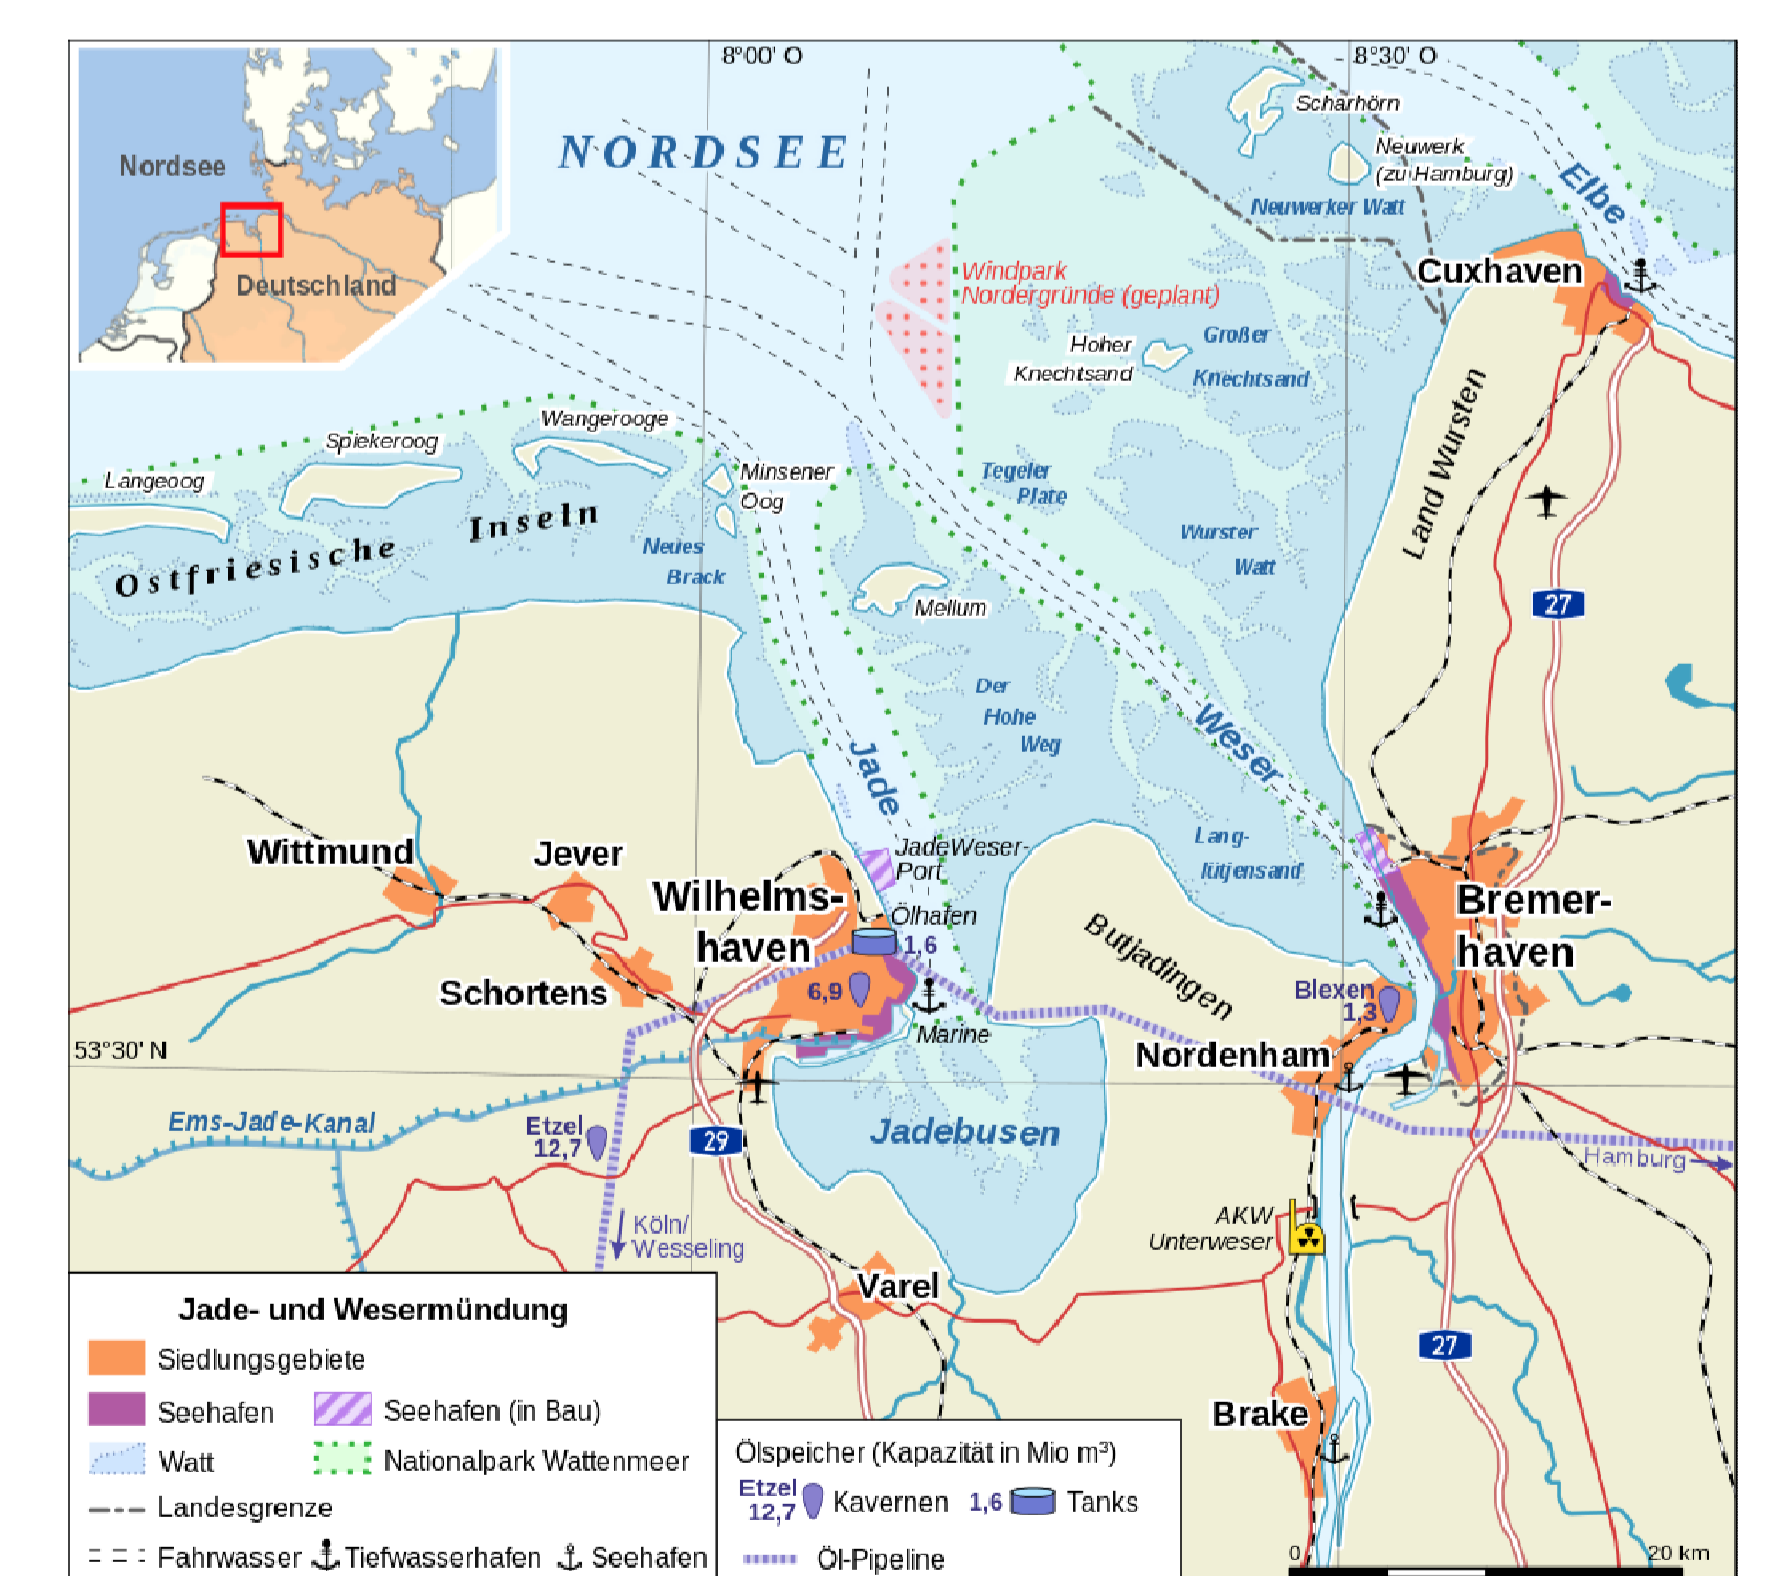 8°00' O
8°30' O
Nordsee
Deutschland
NORDSEE
Scharhörn
Neuwerk
(zu Hamburg)
Neuwerker Watt
Elbe
Cuxhaven
Windpark
Nordergründe (geplant)
Hoher
Knechtsand
Großer
Knechtsand
Land Wursten
Wangerooge
Spiekeroog
Langeoog
Minsener
Oog
Ostfriesische Inseln
Neues
Brack
Tegeler
Plate
Wurster
Watt
Mellum
27
Der
Hohe
Weg
Jade
Weser
Lang-
lütjensand
Wittmund
Jever
Wilhelms-
haven
JadeWeser-
Port
Ölhafen
1,6
6,9
Schortens
Marine
Butjadingen
Bremer-
haven
Blexen
1,3
Nordenham
53°30' N
Ems-Jade-Kanal
Etzel
12,7
29
Jadebusen
Hamburg
Köln/
Wesseling
AKW
Unterweser
Varel
27
Brake
Jade- und Wesermündung
Siedlungsgebiete
Seehafen
Seehafen (in Bau)
Watt
Nationalpark Wattenmeer
Landesgrenze
Fahrwasser
Tiefwasserhafen
Seehafen
Ölspeicher (Kapazität in Mio m³)
Etzel
12,7
Kavernen
1,6
Tanks
Öl-Pipeline
0
20 km